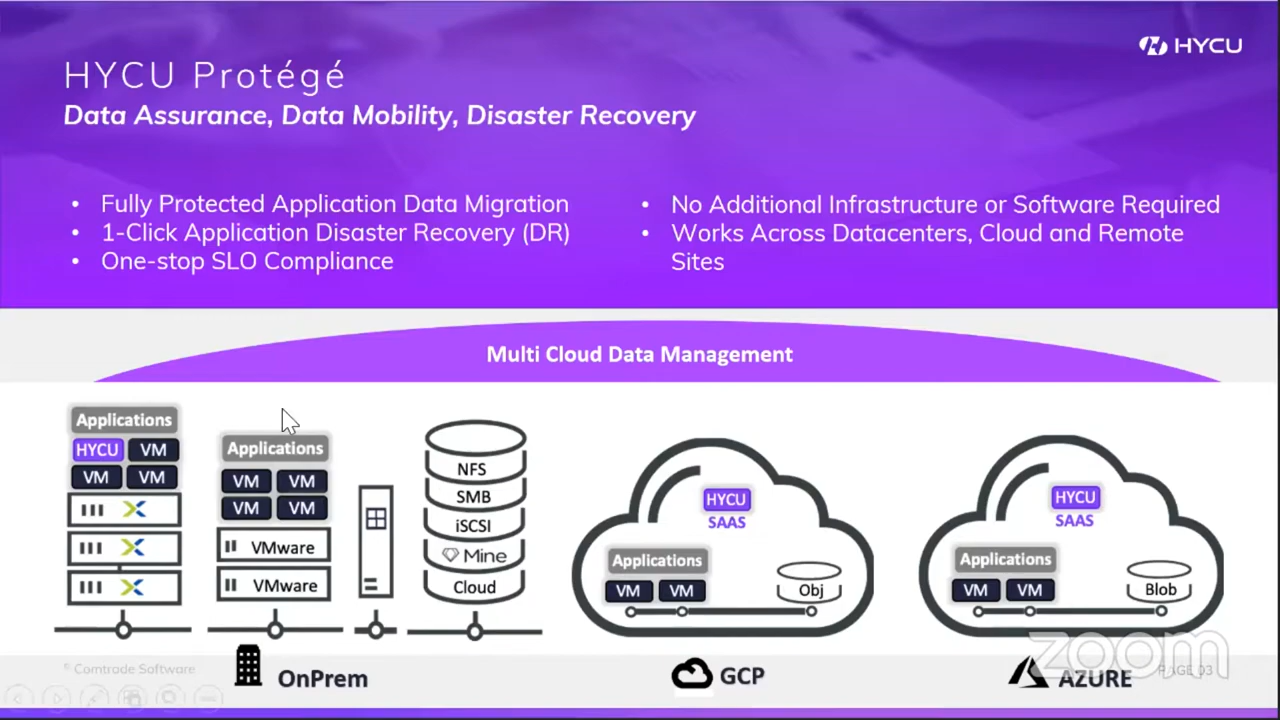 HYCU
HYCU Protégé
Data Assurance, Data Mobility, Disaster Recovery
• Fully Protected Application Data Migration
• 1-Click Application Disaster Recovery (DR)
• One-stop SLO Compliance
• No Additional Infrastructure or Software Required
• Works Across Datacenters, Cloud and Remote
Sites
Multi Cloud Data Management
Applications
HYCU VM
VM VM
Applications
VM VM
VM VM
VMware
VMware
NFS
SMB
iSCSI
Mine
Cloud
HYCU
SAAS
Applications
VM VM
Obj
HYCU
SAAS
Applications
VM VM
Blob
OnPrem
GCP
AZURE
© Comtrade Software
PAGE 03
zoom